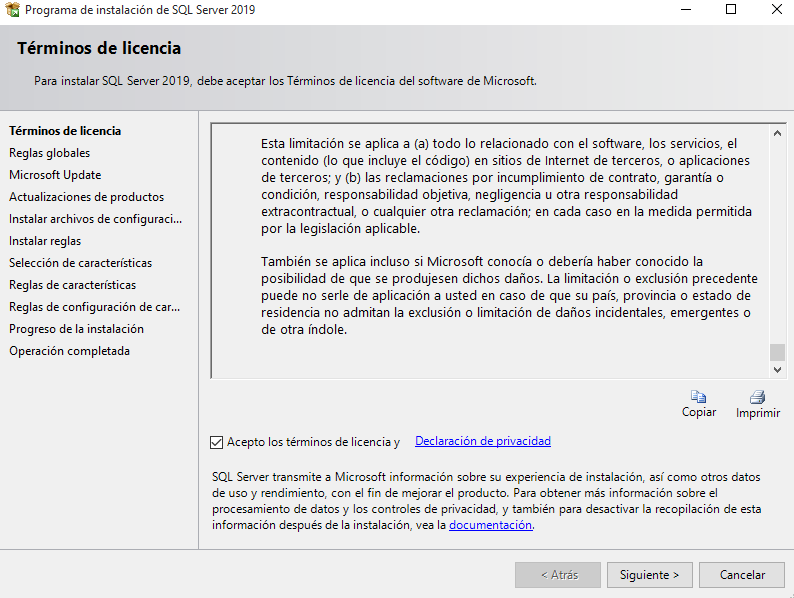 Programa de instalación de SQL Server 2019
Términos de licencia
Para instalar SQL Server 2019, debe aceptar los Términos de licencia del software de Microsoft.
Términos de licencia
Reglas globales
Microsoft Update
Actualizaciones de productos
Instalar archivos de configuraci...
Instalar reglas
Selección de características
Reglas de características
Reglas de configuración de car...
Progreso de la instalación
Operación completada
Esta limitación se aplica a (a) todo lo relacionado con el software, los servicios, el
contenido (lo que incluye el código) en sitios de Internet de terceros, o aplicaciones
de terceros; y (b) las reclamaciones por incumplimiento de contrato, garantía o
condición, responsabilidad objetiva, negligencia u otra responsabilidad
extracontractual, o cualquier otra reclamación; en cada caso en la medida permitida
por la legislación aplicable.
También se aplica incluso si Microsoft conocía o debería haber conocido la
posibilidad de que se produjesen dichos daños. La limitación o exclusión precedente
puede no serle de aplicación a usted en caso de que su país, provincia o estado de
residencia no admitan la exclusión o limitación de daños incidentales, emergentes o
de otra índole.
Copiar
Imprimir
Acepto los términos de licencia y Declaración de privacidad
SQL Server transmite a Microsoft información sobre su experiencia de instalación, así como otros datos
de uso y rendimiento, con el fin de mejorar el producto. Para obtener más información sobre el
procesamiento de datos y los controles de privacidad, y también para desactivar la recopilación de esta
información después de la instalación, vea la documentación.
< Atrás
Siguiente >
Cancelar